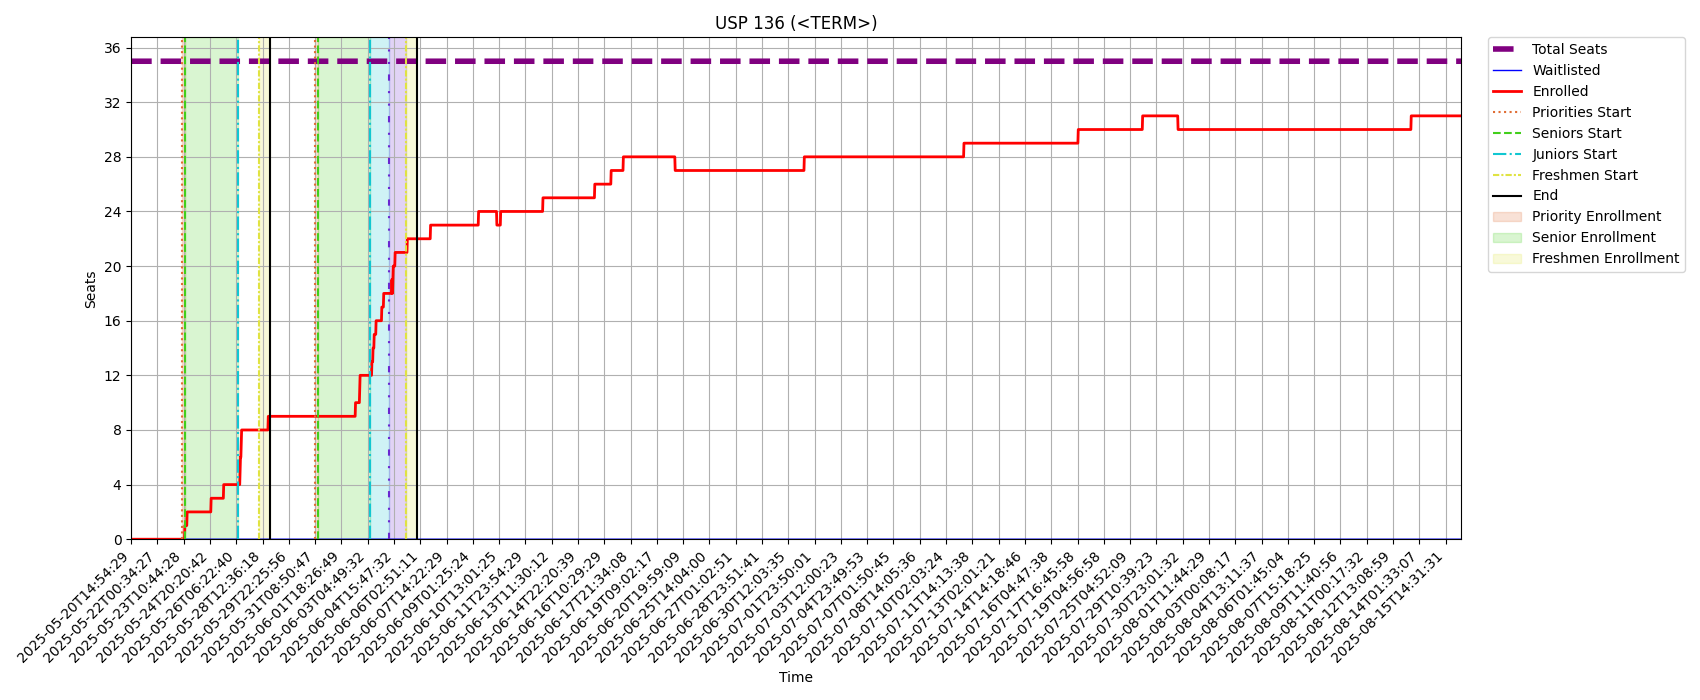 USP 136 (<TERM>)
Total Seats
Waitlisted
Enrolled
Priorities Start
Seniors Start
Juniors Start
Freshmen Start
End
Priority Enrollment
Senior Enrollment
Freshmen Enrollment
Seats
36
32
28
24
20
16
12
8
4
0
2025-05-20T14:54:29
2025-05-22T00:34:27
2025-05-23T10:44:28
2025-05-24T20:20:42
2025-05-26T06:22:40
2025-05-28T12:36:18
2025-05-29T22:25:56
2025-05-31T08:50:47
2025-06-01T18:26:49
2025-06-03T04:49:32
2025-06-04T15:47:32
2025-06-06T02:51:11
2025-06-07T14:22:29
2025-06-09T01:25:24
2025-06-10T13:01:25
2025-06-11T23:54:29
2025-06-13T11:30:12
2025-06-14T22:20:39
2025-06-16T10:29:29
2025-06-17T21:34:08
2025-06-19T09:02:17
2025-06-20T19:59:09
2025-06-25T14:04:00
2025-06-27T01:02:51
2025-06-28T23:51:41
2025-06-30T12:03:35
2025-07-01T23:50:01
2025-07-03T12:00:23
2025-07-04T23:49:53
2025-07-07T01:50:45
2025-07-08T14:05:36
2025-07-10T02:03:24
2025-07-11T14:13:38
2025-07-13T02:01:21
2025-07-14T14:18:46
2025-07-16T04:47:38
2025-07-17T16:45:58
2025-07-19T04:56:58
2025-07-25T04:52:09
2025-07-29T10:39:23
2025-07-30T23:01:32
2025-08-01T11:44:29
2025-08-03T00:08:17
2025-08-04T13:11:37
2025-08-06T01:45:04
2025-08-07T15:18:25
2025-08-09T11:40:56
2025-08-11T00:17:32
2025-08-12T13:08:59
2025-08-14T01:33:07
2025-08-15T14:31:31
Time